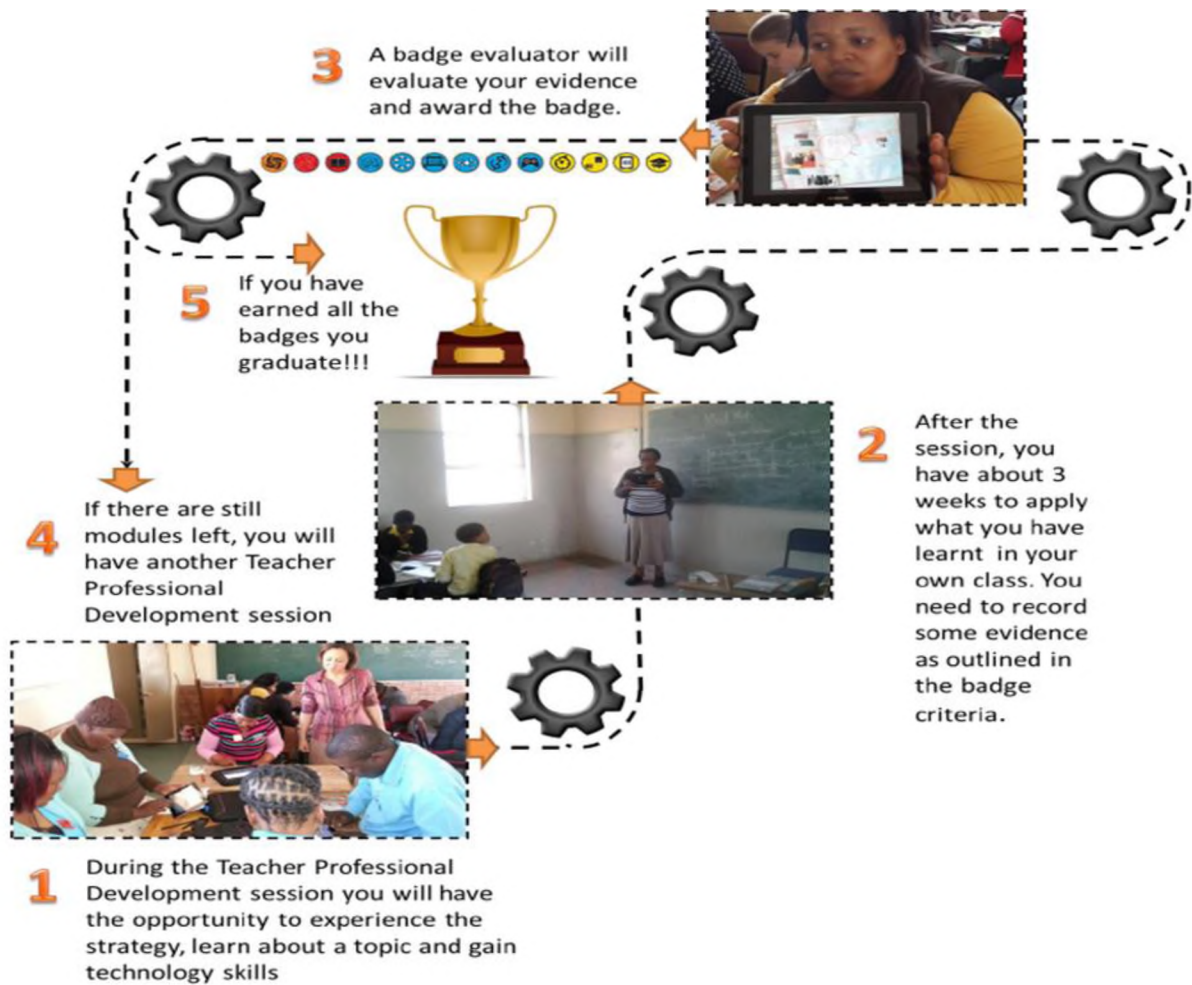 3
A badge evaluator will
evaluate your evidence
and award the badge.
5
If you have
earned all the
badges you
graduate!!!
2
After the
session, you
have about 3
weeks to apply
what you have
learnt in your
own class. You
need to record
some evidence
as outlined in
the badge
criteria.
4
If there are still
modules left, you will
have another Teacher
Professional
Development session
1
During the Teacher Professional
Development session you will have
the opportunity to experience the
strategy, learn about a topic and gain
technology skills